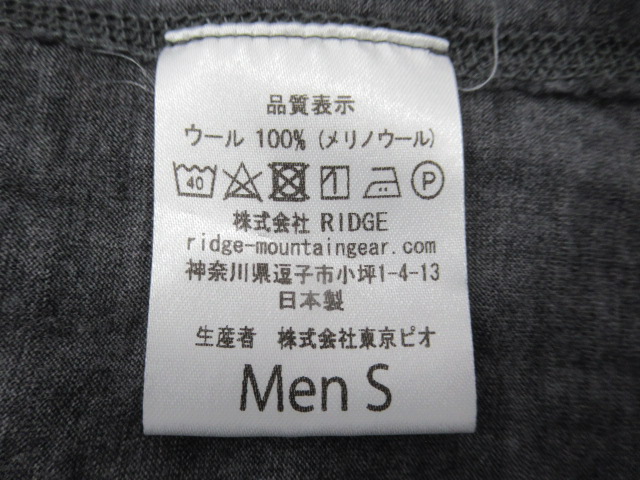 品質表示
ウール 100% (メリノウール)
40 P
株式会社 RIDGE
ridge-mountaingear.com
神奈川県逗子市小坪1-4-13
日本製
生産者 株式会社東京ピオ
Men S